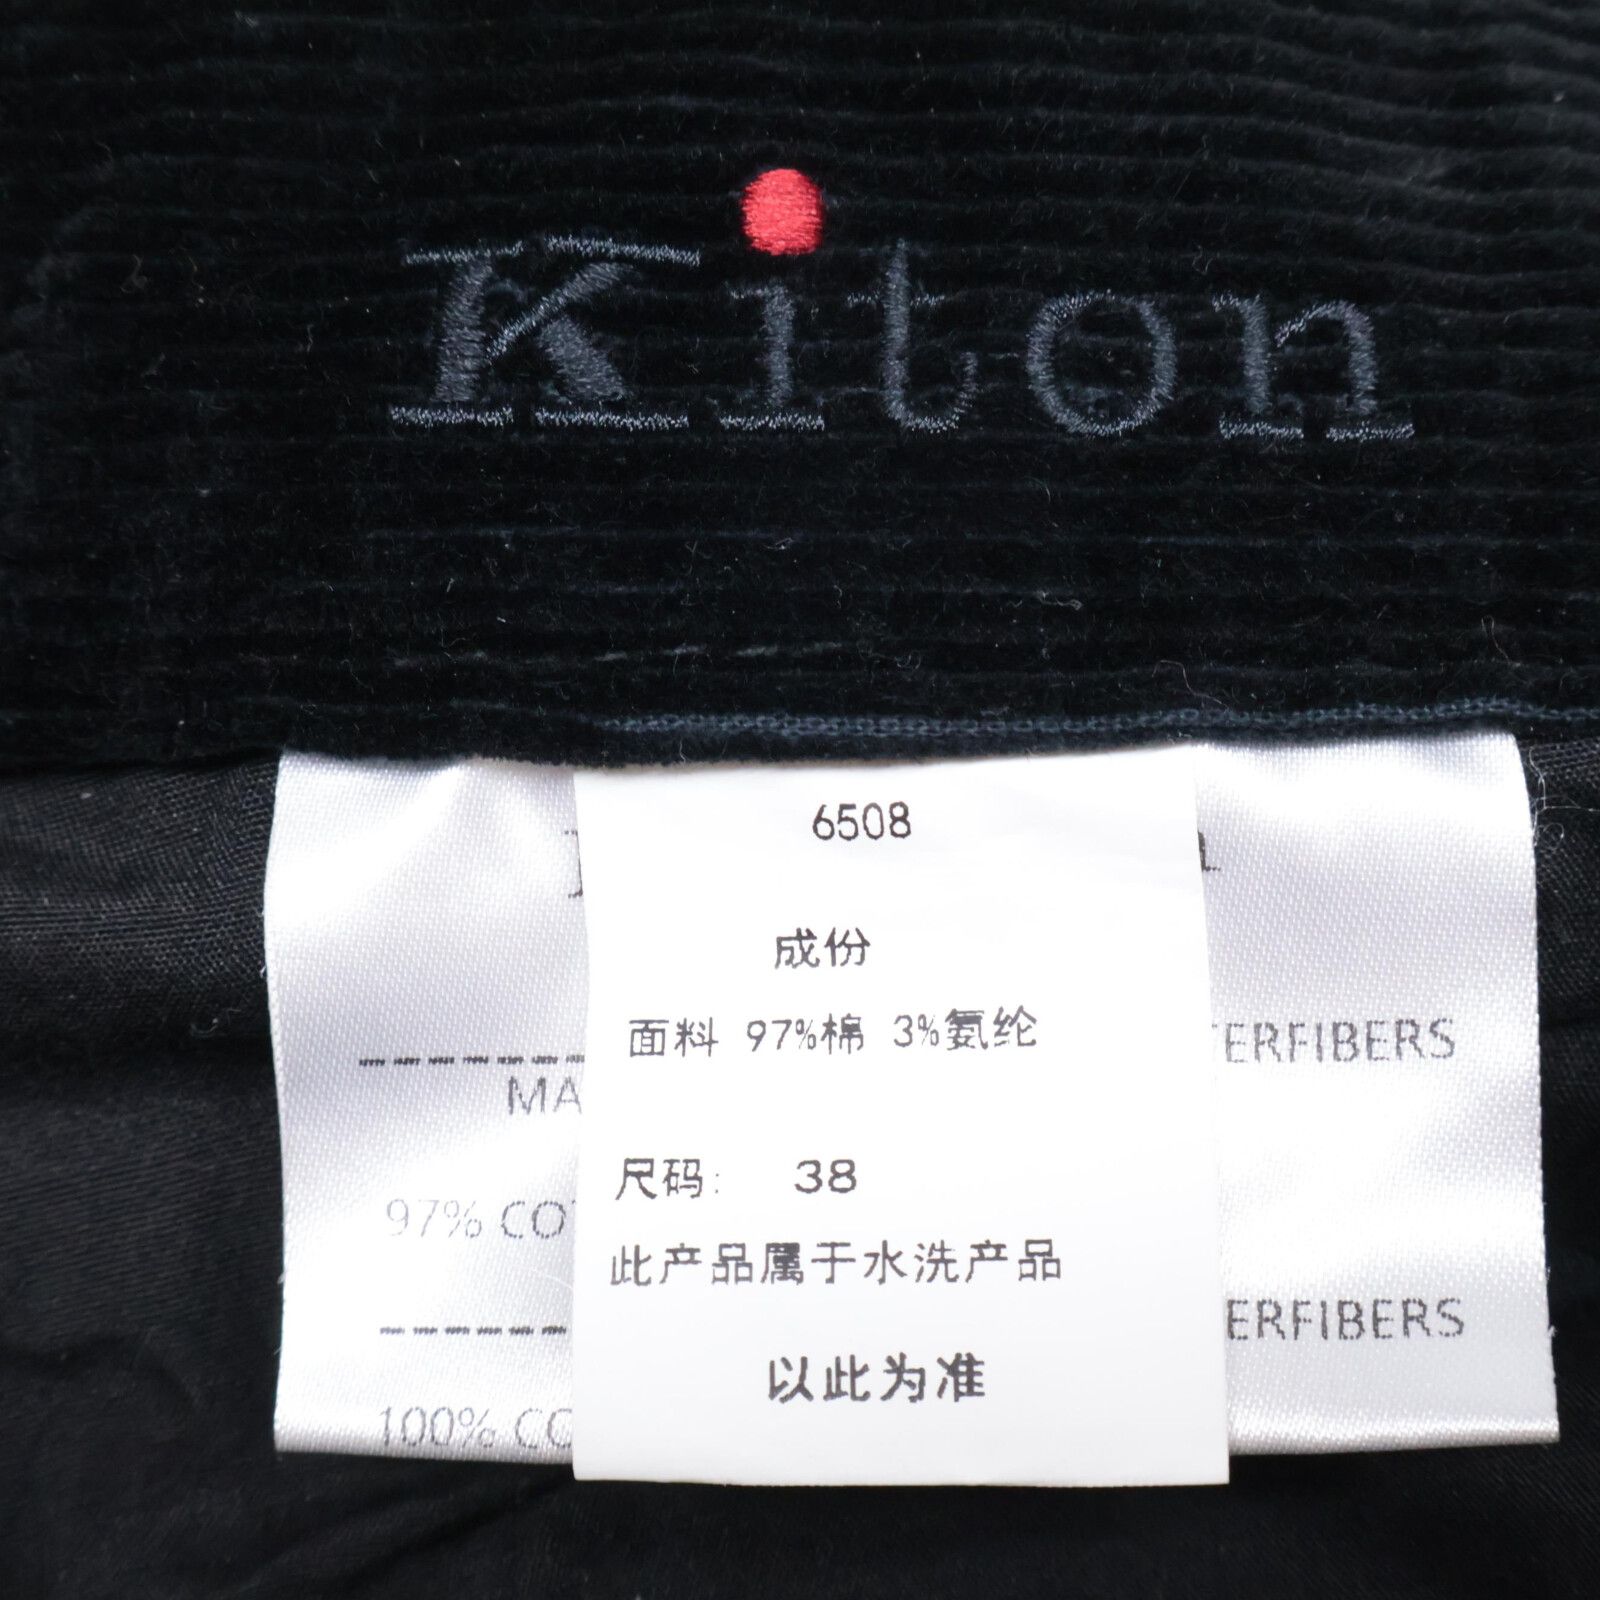 Kiton
6508
成份
面料 97%棉 3%氨纶
ERFIBERS
MA
尺码: 38
97% CO
此产品属于水洗产品
ERFIBERS
以此为准
100% CO